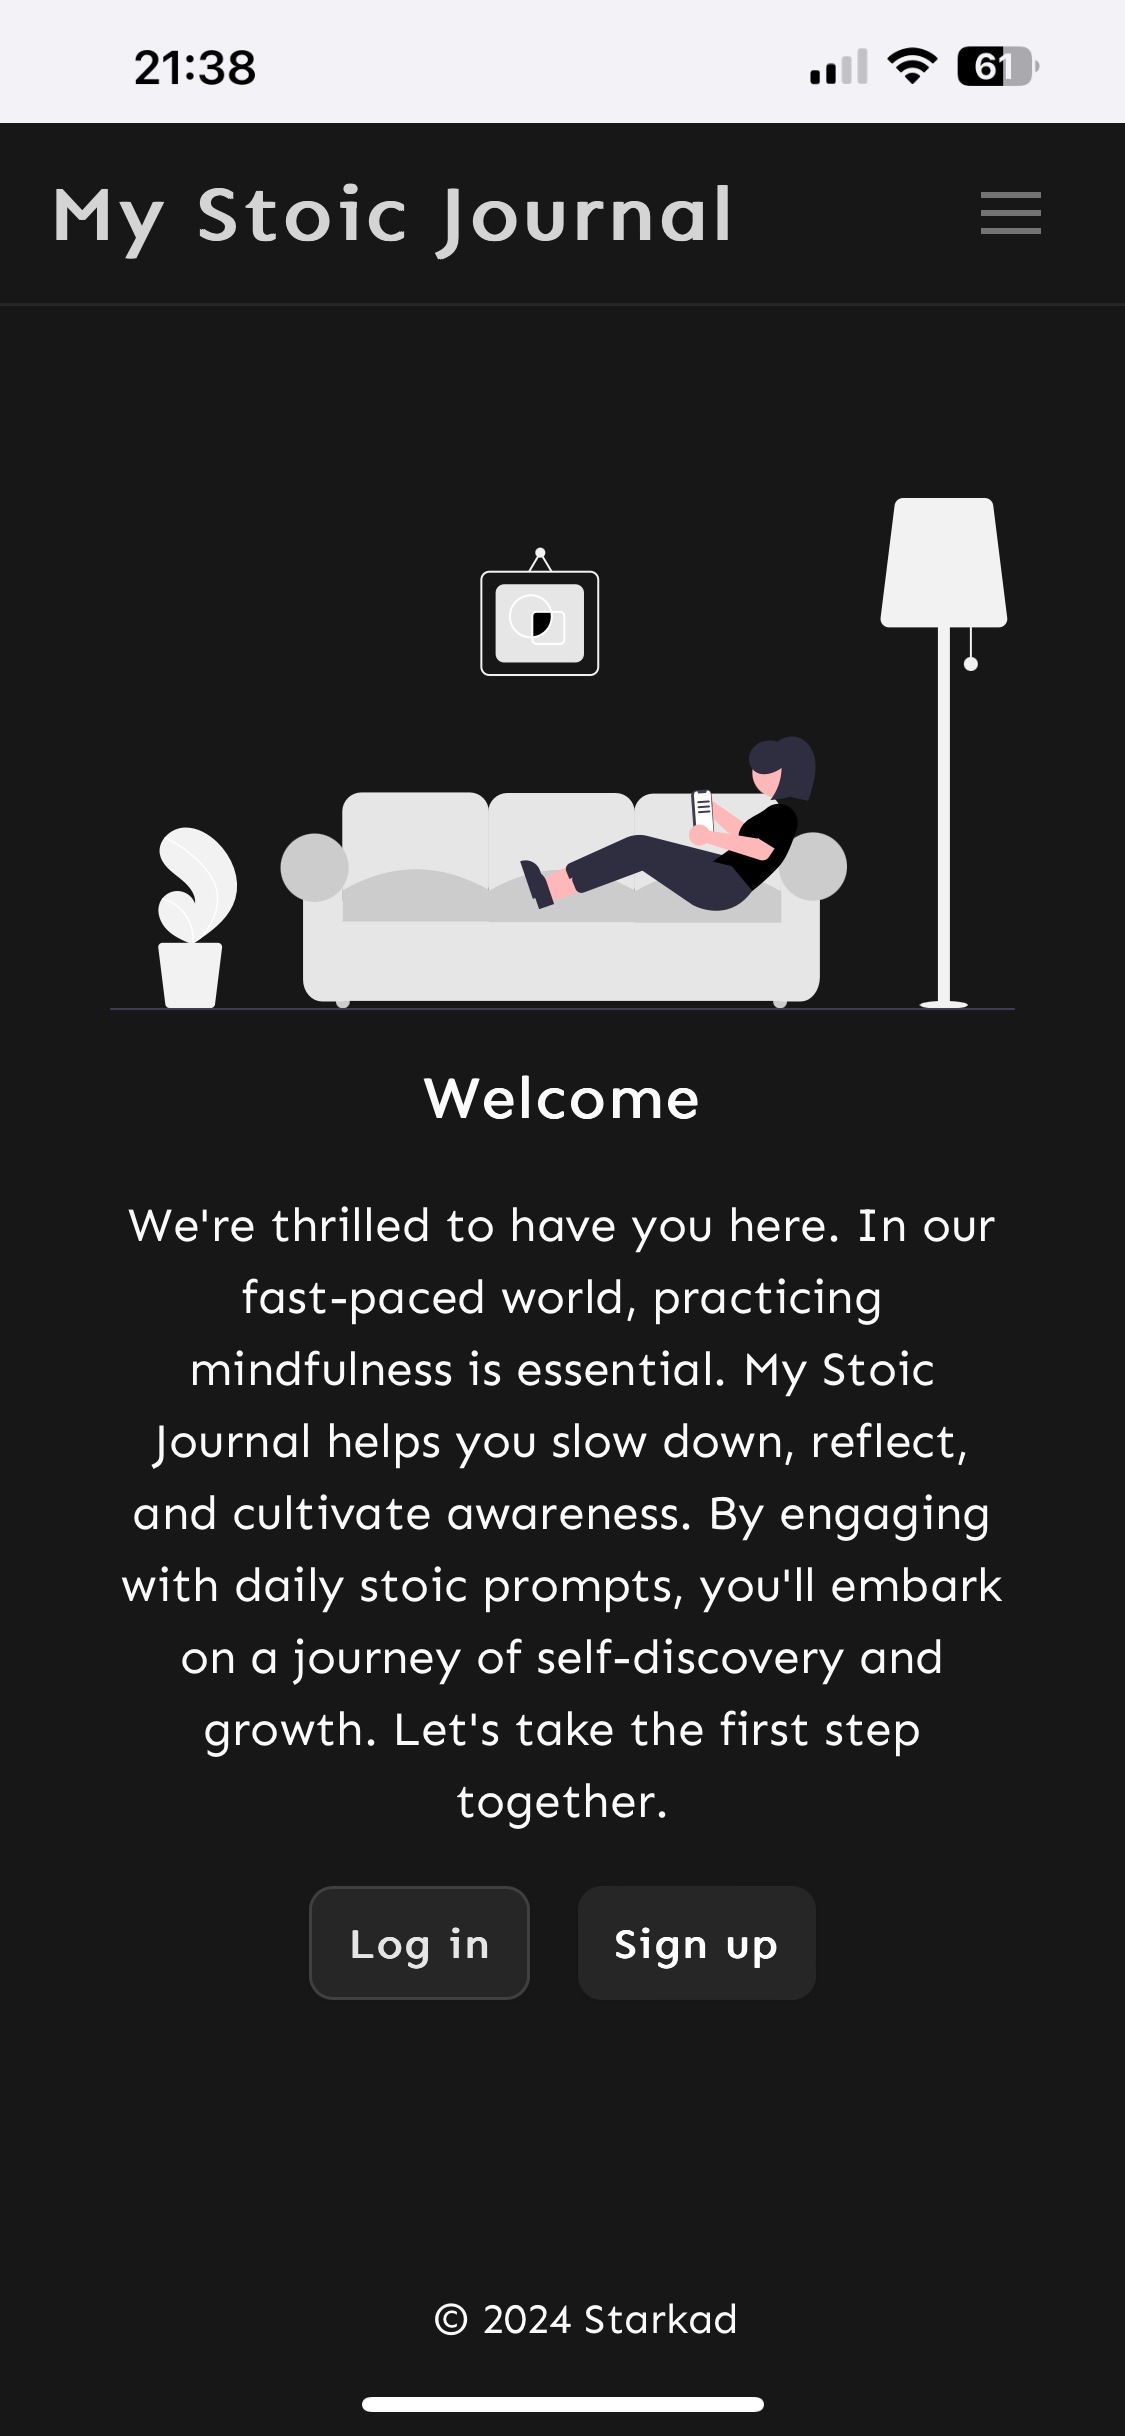 21:38
61
My Stoic Journal
Welcome
We're thrilled to have you here. In our
fast-paced world, practicing
mindfulness is essential. My Stoic
Journal helps you slow down, reflect,
and cultivate awareness. By engaging
with daily stoic prompts, you'll embark
on a journey of self-discovery and
growth. Let's take the first step
together.
Log in
Sign up
© 2024 Starkad